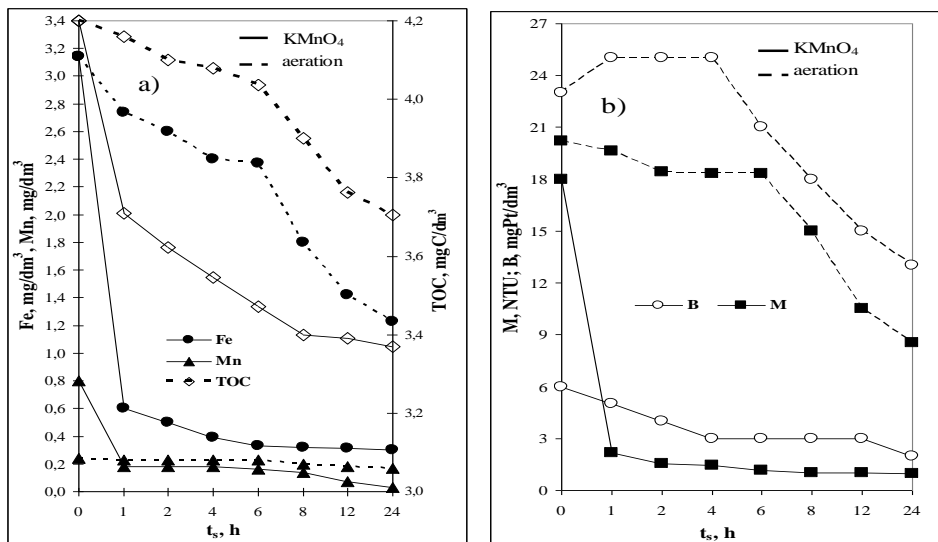 3,4
3,2
3,0
2,8
2,6
2,4
2,2
2,0
1,8
1,6
1,4
1,2
1,0
0,8
0,6
0,4
0,2
0,0
Fe, mg/dm³ , Mn, mg/dm³
KMnO₄
aeration
a)
Fe
Mn
TOC
4,2
4,0
3,8
3,6
3,4
3,2
3,0
TOC, mgC/dm³
0 1 2 4 6 8 12 24
tₛ, h
27
24
21
18
15
12
9
6
3
0
M, NTU; B, mgPt/dm³
KMnO₄
aeration
b)
B M
0 1 2 4 6 8 12 24
tₛ, h